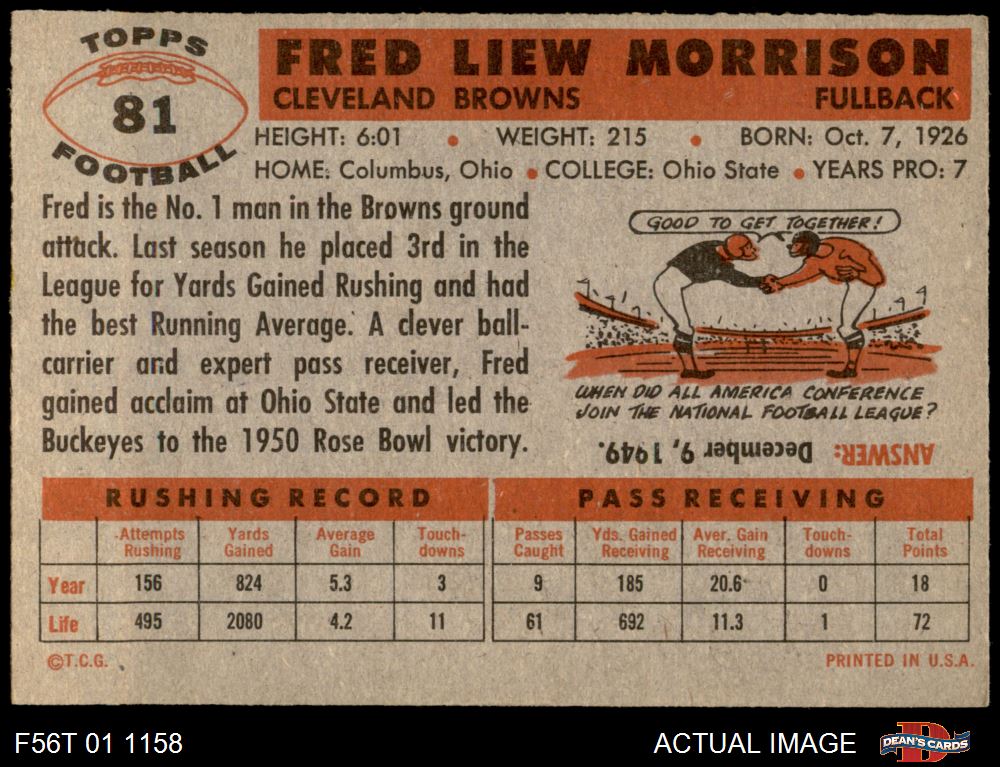 TOPPS
81
FOOTBALL
FRED LIEW MORRISON
CLEVELAND BROWNS FULLBACK
HEIGHT: 6:01 • WEIGHT: 215 • BORN: Oct. 7, 1926
HOME: Columbus, Ohio • COLLEGE: Ohio State • YEARS PRO: 7
Fred is the No. 1 man in the Browns ground
attack. Last season he placed 3rd in the
League for Yards Gained Rushing and had
the best Running Average. A clever ball-
carrier and expert pass receiver, Fred
gained acclaim at Ohio State and led the
Buckeyes to the 1950 Rose Bowl victory.
GOOD TO GET TOGETHER!
WHEN DID ALL AMERICA CONFERENCE
JOIN THE NATIONAL FOOTBALL LEAGUE?
ANSWER: December 9, 1949.
RUSHING RECORD PASS RECEIVING
Attempts Rushing Yards Gained Average Gain Touch-downs Passes Caught Yds. Gained Receiving Aver. Gain Receiving Touch-downs Total Points
Year 156 824 5.3 3 9 185 20.6 0 18
Life 495 2080 4.2 11 61 692 11.3 1 72
©T.C.G. PRINTED IN U.S.A.
F56T 01 1158 ACTUAL IMAGE DEAN'S CARDS